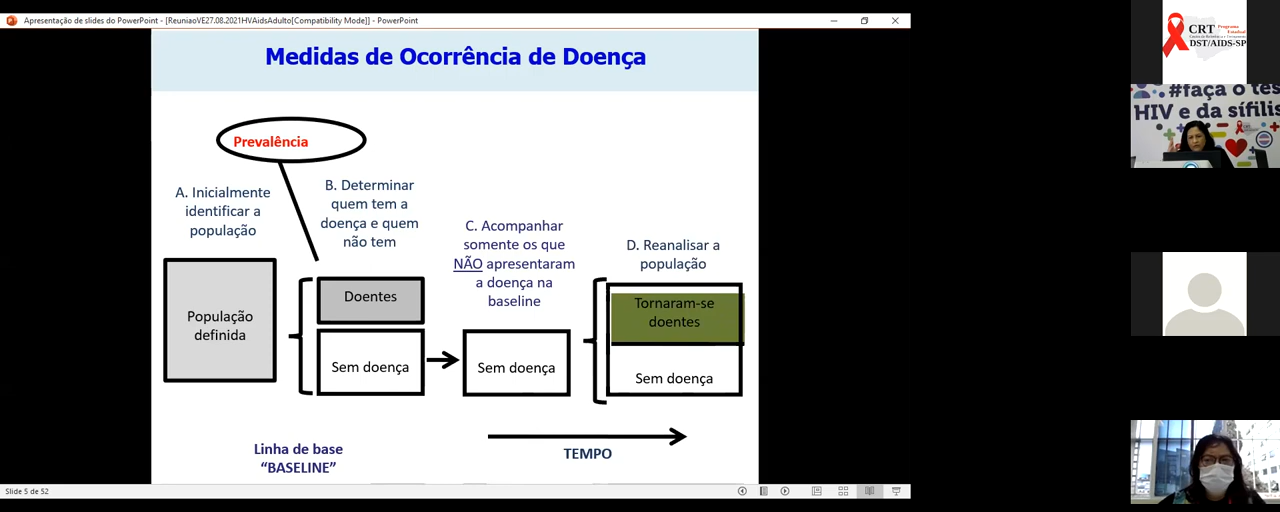 Apresentação de slides do PowerPoint - [ReuniaoVE27.08.2021HVAidsAdulto[Compatibility Mode]] - PowerPoint
Medidas de Ocorrência de Doença
Prevalência
A. Inicialmente
identificar a
população
B. Determinar
quem tem a
doença e quem
não tem
C. Acompanhar
somente os que
NÃO apresentaram
a doença na
baseline
D. Reanalisar a
população
População
definida
Doentes
Sem doença
Sem doença
Tornaram-se
doentes
Sem doença
Linha de base
“BASELINE”
TEMPO
Slide 5 de 52
CRT
Programa
Estadual
DST/AIDS-SP
#faça o tes
HIV e da sífilis